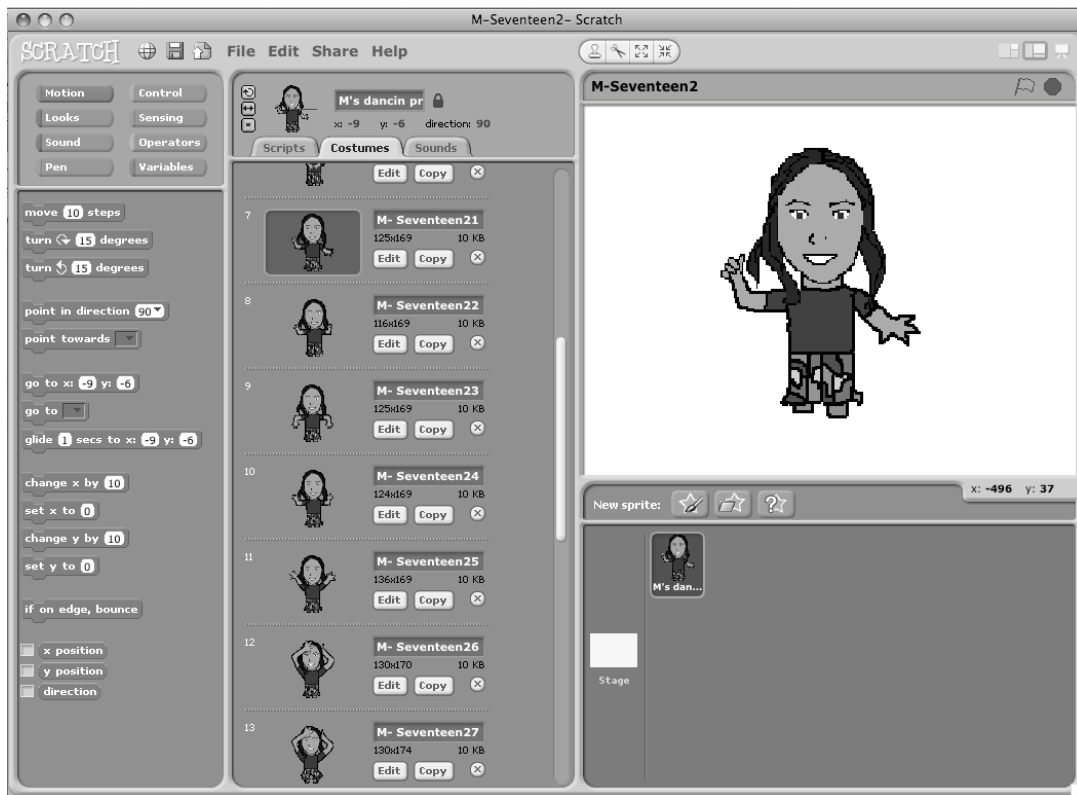 M-Seventeen2- Scratch
SCRATCH File Edit Share Help
Motion Control
Looks Sensing
Sound Operators
Pen Variables
move 10 steps
turn 15 degrees
turn 15 degrees
point in direction 90
point towards
go to x: -9 y: -6
go to
glide 1 secs to x: -9 y: -6
change x by 10
set x to 0
change y by 10
set y to 0
if on edge, bounce
x position
y position
direction
M's dancin pr
x: -9 y: -6 direction: 90
Scripts Costumes Sounds
Edit Copy
7 M- Seventeen21
125x169 10 KB
Edit Copy
8 M- Seventeen22
116x169 10 KB
Edit Copy
9 M- Seventeen23
125x169 10 KB
Edit Copy
10 M- Seventeen24
124x169 10 KB
Edit Copy
11 M- Seventeen25
136x169 10 KB
Edit Copy
12 M- Seventeen26
130x170 10 KB
Edit Copy
13 M- Seventeen27
130x174 10 KB
Edit Copy
M-Seventeen2
x: -496 y: 37
New sprite:
M's dan...
Stage